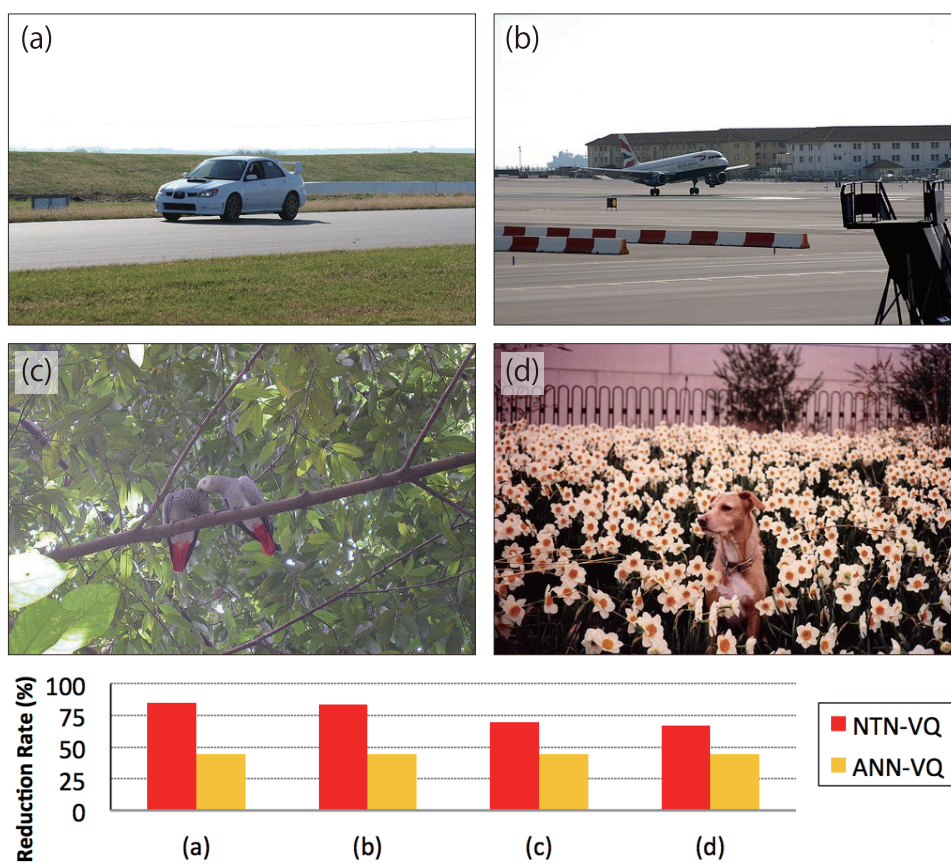 (a)
(b)
(c)
(d)
Reduction Rate (%)
100
75
50
25
0
(a) (b) (c) (d)
NTN-VQ
ANN-VQ